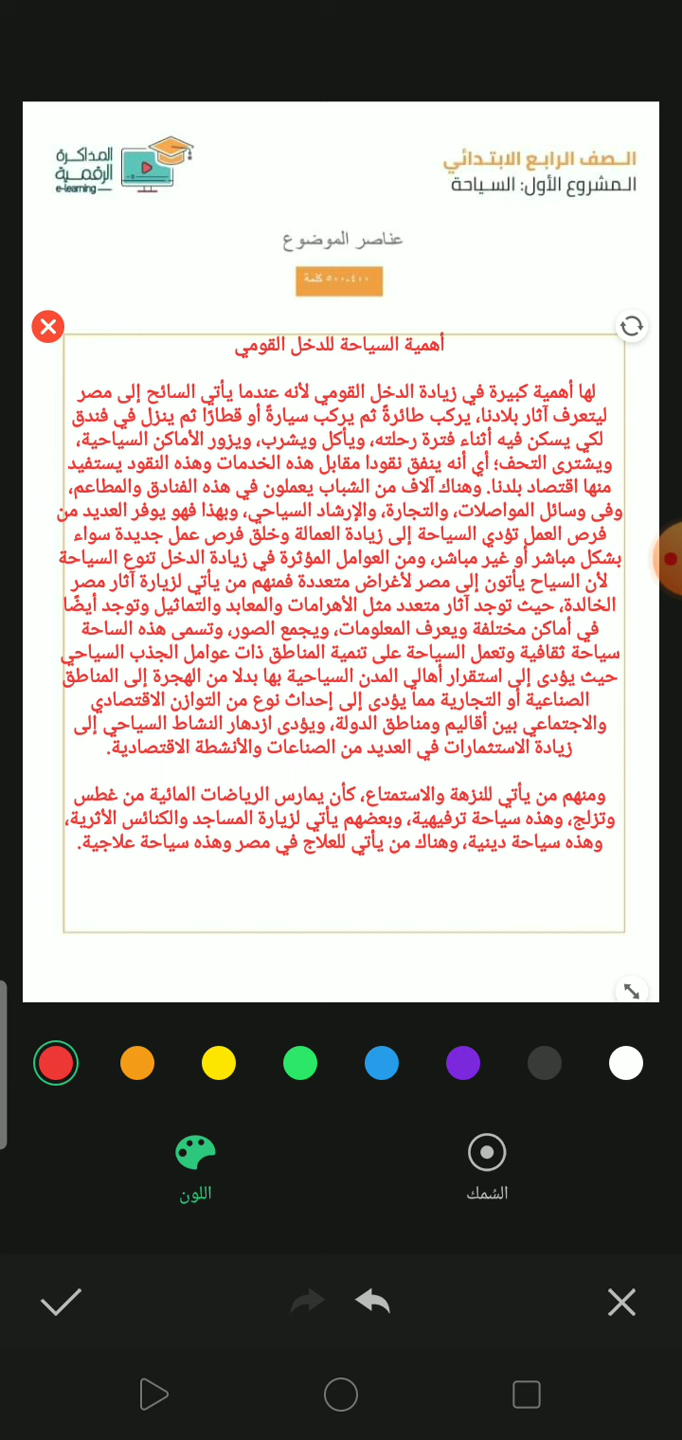 الـصف الرابع الابتدائي
المذاكـرة
الـمشروع الأول: السـياحة
الرقمـية
e-learning
عناصر الموضوع
٤٠٠-٥٠٠ كلمة
أهمية السياحة للدخل القومي
لها أهمية كبيرة في زيادة الدخل القومي لأنه عندما يأتي السائح إلى مصر
ليتعرف آثار بلادنا، يركب طائرةً ثم يركب سيارةً أو قطارًا ثم ينزل في فندق
لكي يسكن فيه أثناء فترة رحلته، ويأكل ويشرب، ويزور الأماكن السياحية،
ويشترى التحف؛ أي أنه ينفق نقودا مقابل هذه الخدمات وهذه النقود يستفيد
منها اقتصاد بلدنا. وهناك آلاف من الشباب يعملون في هذه الفنادق والمطاعم،
وفى وسائل المواصلات، والتجارة، والإرشاد السياحي، وبهذا فهو يوفر العديد من
فرص العمل تؤدي السياحة إلى زيادة العمالة وخلق فرص عمل جديدة سواء
بشكل مباشر أو غير مباشر، ومن العوامل المؤثرة في زيادة الدخل تنوع السياحة
لأن السياح يأتون إلى مصر لأغراض متعددة فمنهم من يأتي لزيارة آثار مصر
الخالدة، حيث توجد آثار متعدد مثل الأهرامات والمعابد والتماثيل وتوجد أيضًا
في أماكن مختلفة ويعرف المعلومات، ويجمع الصور، وتسمى هذه الساحة
سياحة ثقافية وتعمل السياحة على تنمية المناطق ذات عوامل الجذب السياحي
حيث يؤدى إلى استقرار أهالي المدن السياحية بها بدلا من الهجرة إلى المناطق
الصناعية أو التجارية مما يؤدى إلى إحداث نوع من التوازن الاقتصادي
والاجتماعي بين أقاليم ومناطق الدولة، ويؤدى ازدهار النشاط السياحي إلى
زيادة الاستثمارات في العديد من الصناعات والأنشطة الاقتصادية.
ومنهم من يأتي للنزهة والاستمتاع، كأن يمارس الرياضات المائية من غطس
وتزلج، وهذه سياحة ترفيهية، وبعضهم يأتي لزيارة المساجد والكنائس الأثرية،
وهذه سياحة دينية، وهناك من يأتي للعلاج في مصر وهذه سياحة علاجية.
السُمك
اللون